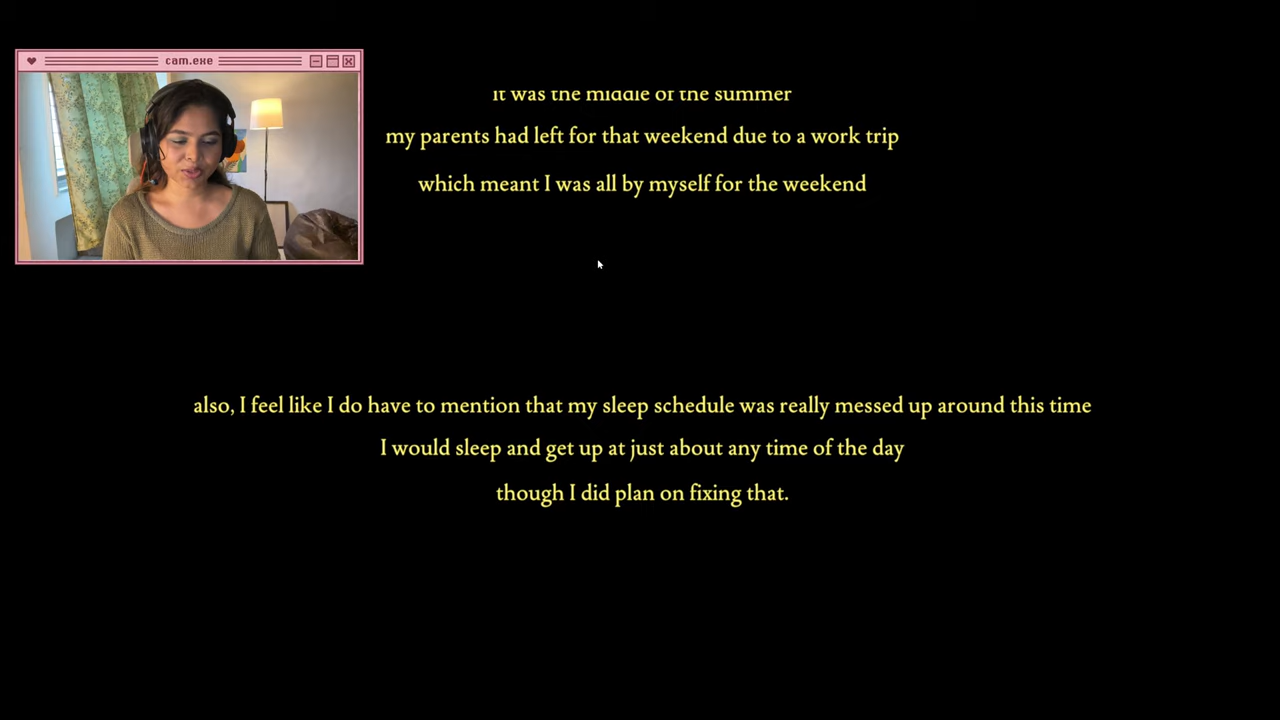 cam.exe
it was the middle of the summer
my parents had left for that weekend due to a work trip
which meant I was all by myself for the weekend
also, I feel like I do have to mention that my sleep schedule was really messed up around this time
I would sleep and get up at just about any time of the day
though I did plan on fixing that.